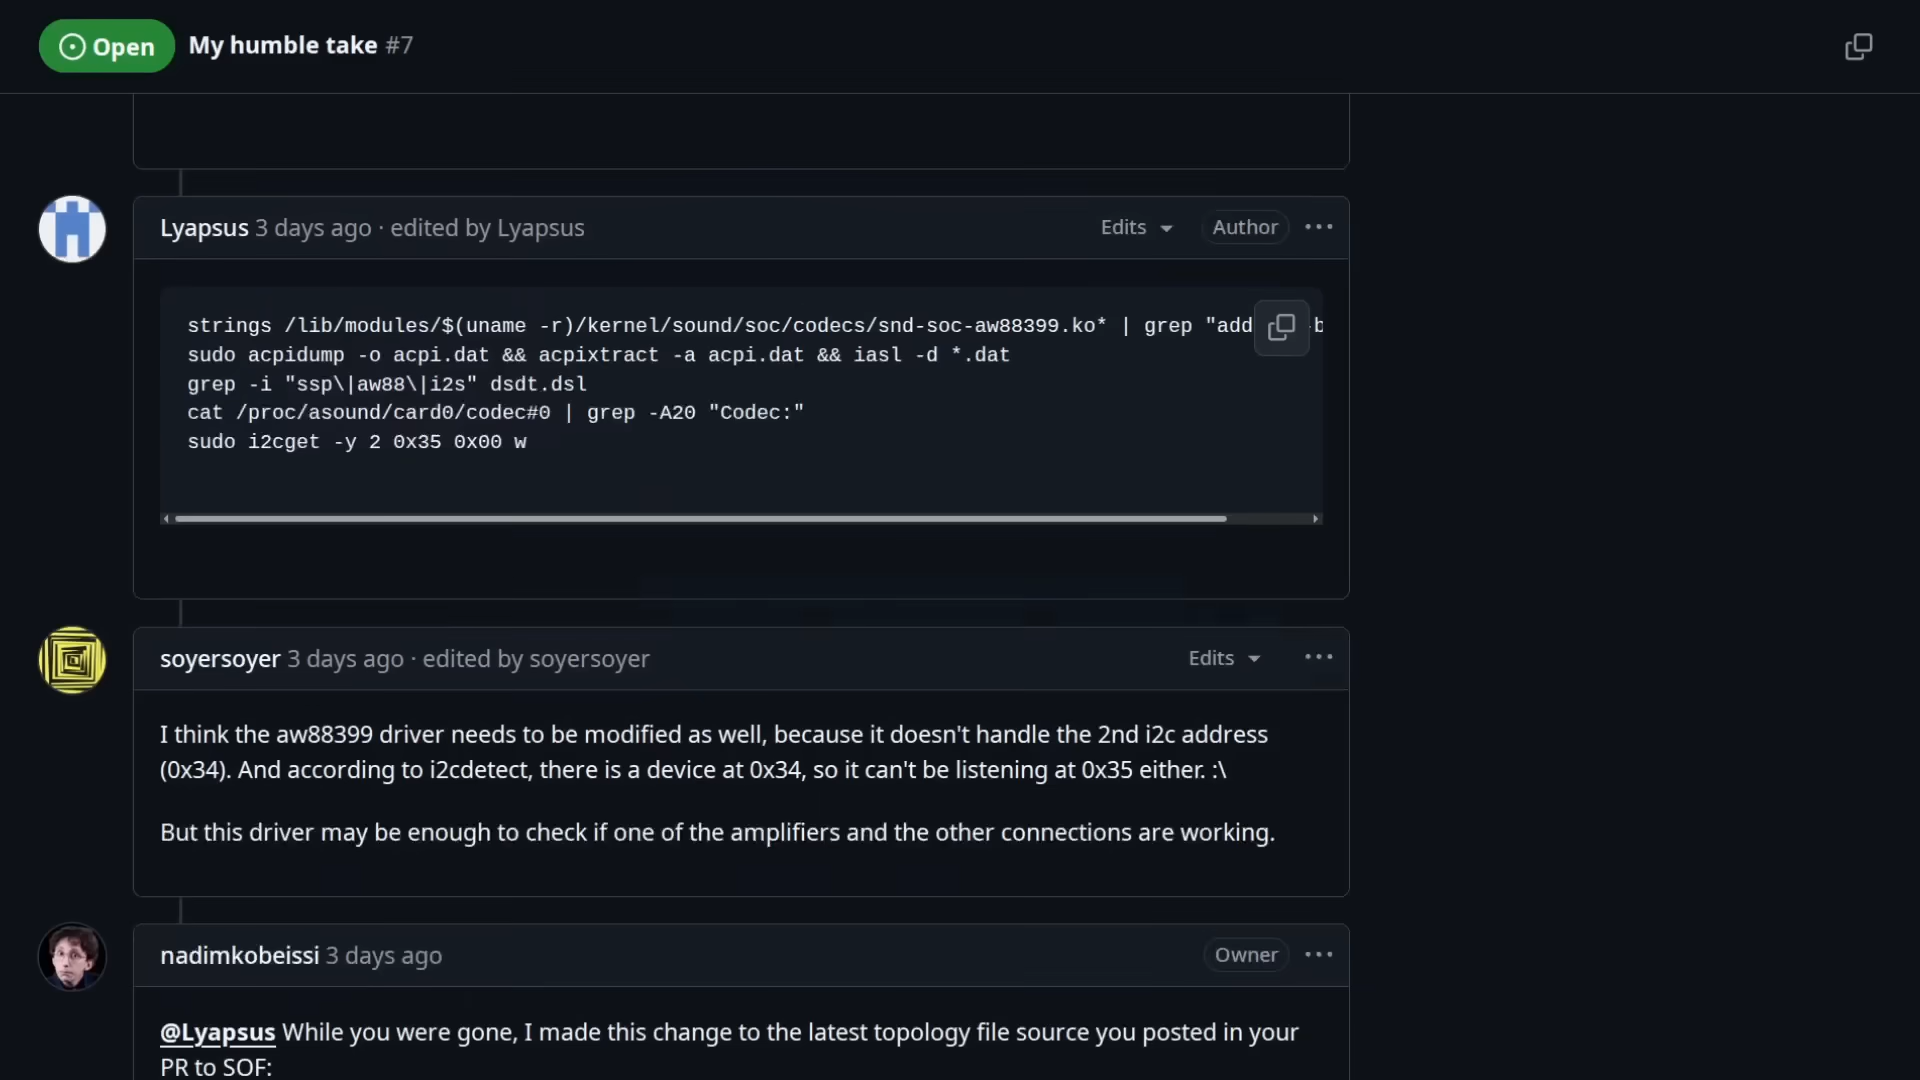 Open My humble take #7
Lyapsus 3 days ago · edited by Lyapsus Edits Author
strings /lib/modules/$(uname -r)/kernel/sound/soc/codecs/snd-soc-aw88399.ko* | grep "add
sudo acpidump -o acpi.dat && acpixtract -a acpi.dat && iasl -d *.dat
grep -i "ssp\|aw88\|i2s" dsdt.dsl
cat /proc/asound/card0/codec#0 | grep -A20 "Codec:"
sudo i2cget -y 2 0x35 0x00 w
soyersoyer 3 days ago · edited by soyersoyer Edits
I think the aw88399 driver needs to be modified as well, because it doesn't handle the 2nd i2c address
(0x34). And according to i2cdetect, there is a device at 0x34, so it can't be listening at 0x35 either. :\
But this driver may be enough to check if one of the amplifiers and the other connections are working.
nadimkobeissi 3 days ago Owner
@Lyapsus While you were gone, I made this change to the latest topology file source you posted in your
PR to SOF: